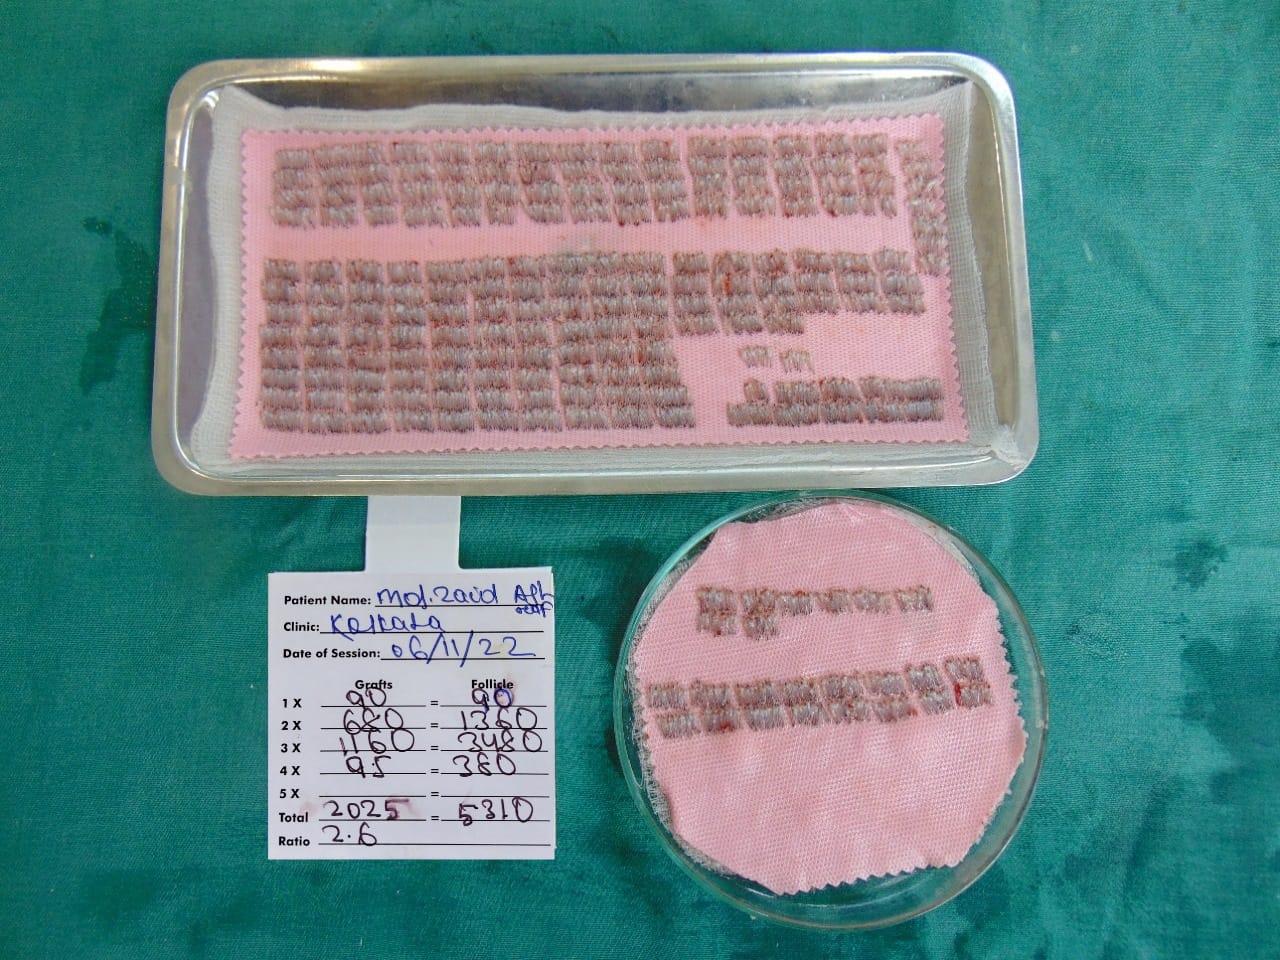 Patient Name: Md. Zaid
Clinic: Kolkata
Date of Session: 06/11/22
Grafts Follicle
1 X 90 = 90
2 X 680 = 1360
3 X 1160 = 3480
4 X 95 = 380
5 X =
Total 2025 = 5310
Ratio 2.6